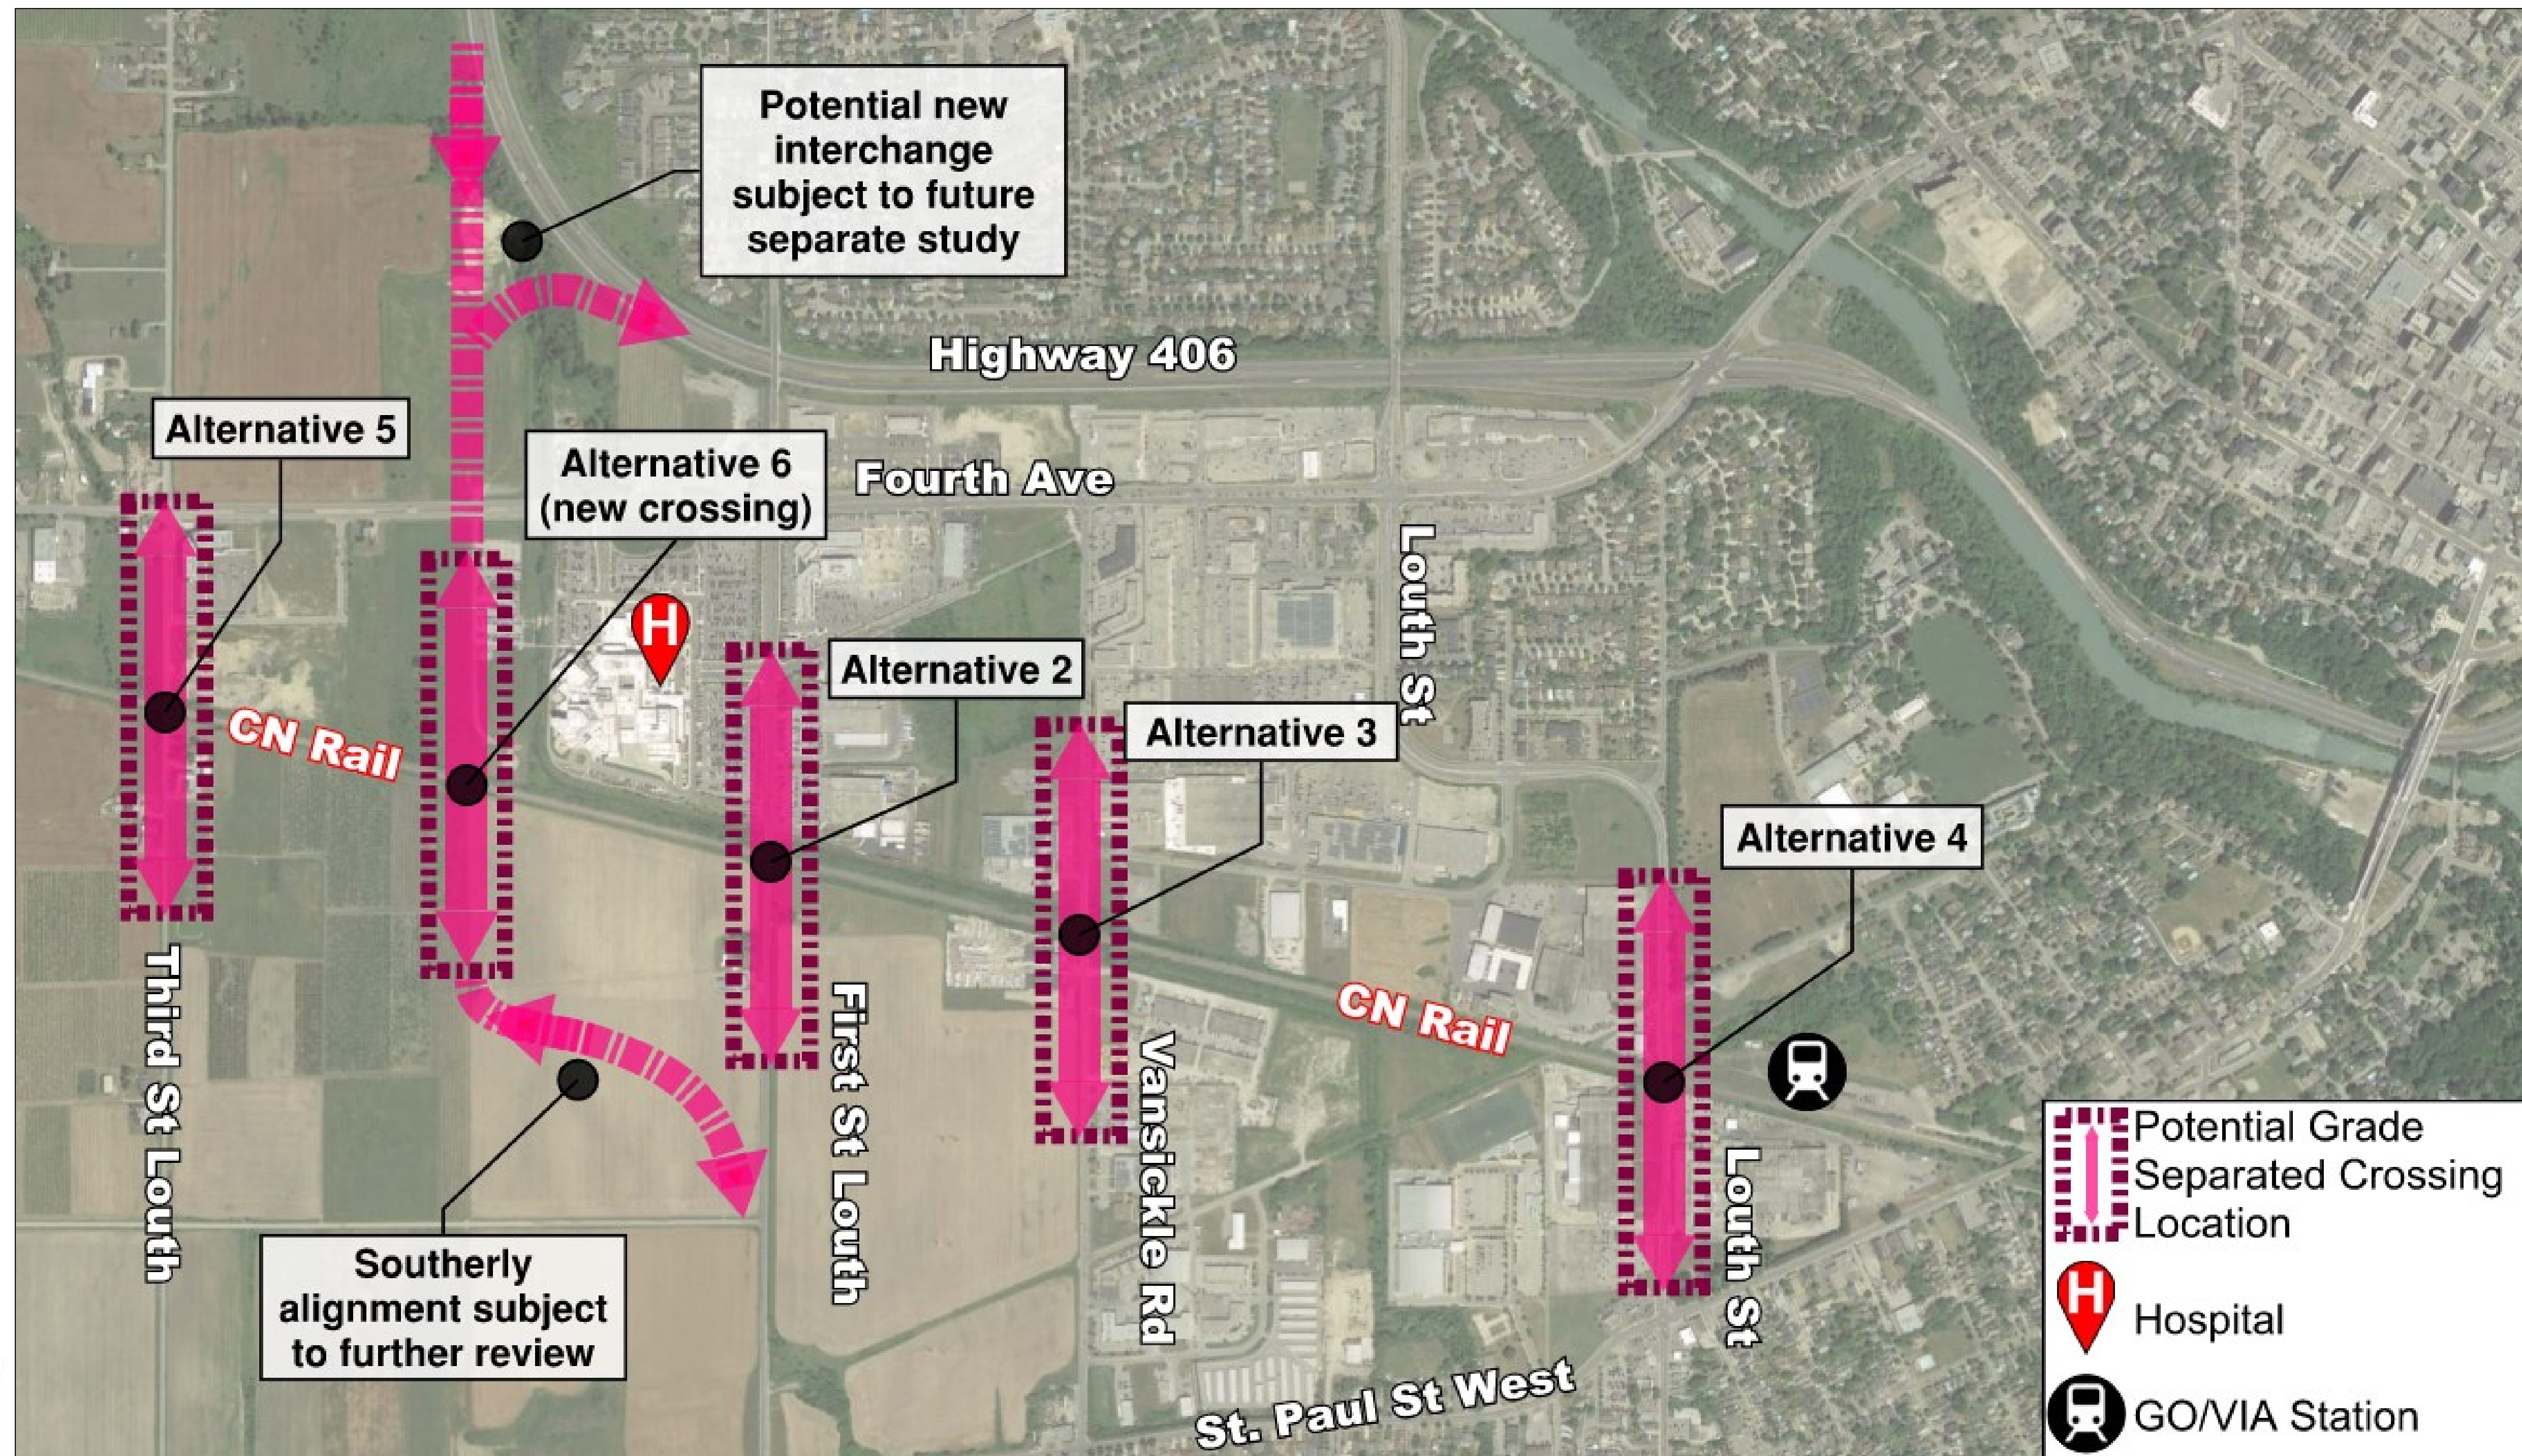 Potential new
interchange
subject to future
separate study
Highway 406
Alternative 5
Alternative 6
(new crossing)
Fourth Ave
Louth St
H
Alternative 2
CN Rail
Alternative 3
Alternative 4
Third St Louth
First St Louth
Vansickle Rd
CN Rail
Louth St
Southerly
alignment subject
to further review
St. Paul St West
Potential Grade
Separated Crossing
Location
H
Hospital
GO/VIA Station